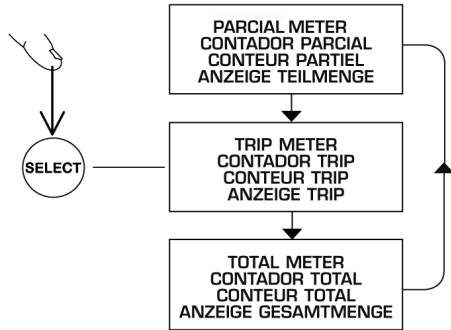 PARCIAL METER
CONTADOR PARCIAL
CONTEUR PARTIEL
ANZEIGE TEILMENGE
SELECT
TRIP METER
CONTADOR TRIP
CONTEUR TRIP
ANZEIGE TRIP
TOTAL METER
CONTADOR TOTAL
CONTEUR TOTAL
ANZEIGE GESAMTMENGE